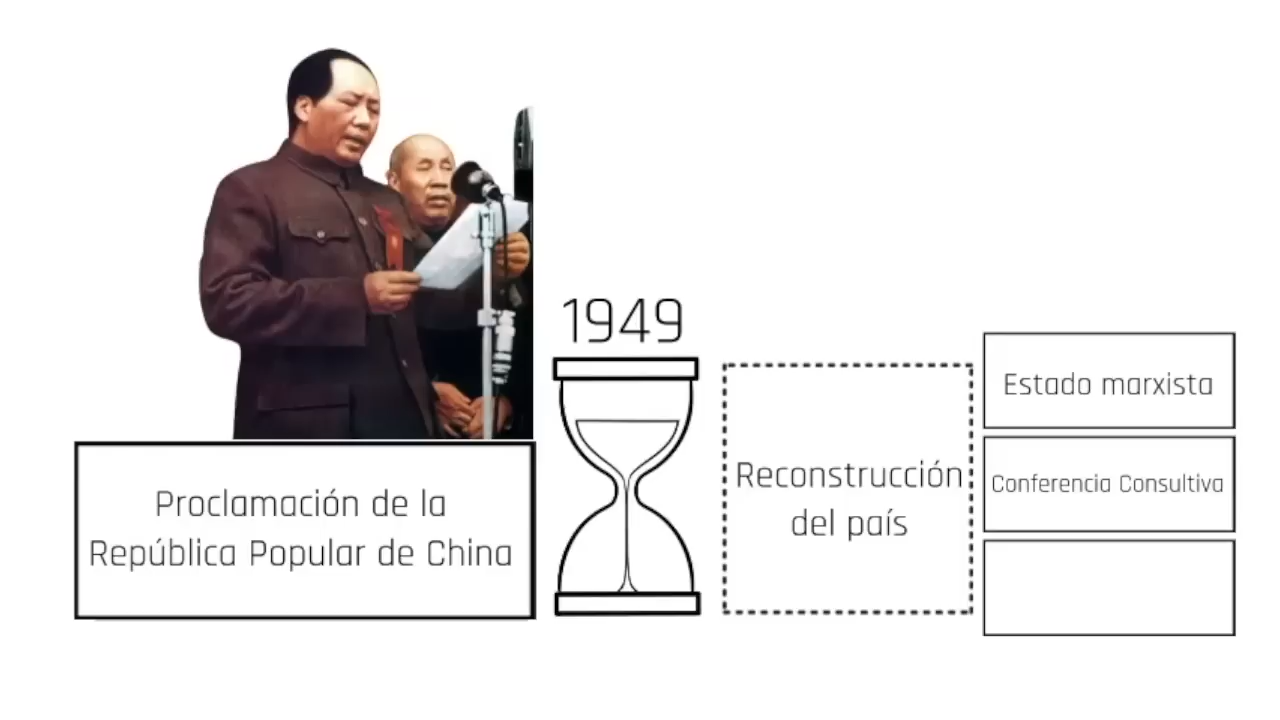 1949
Proclamación de la
República Popular de China
Reconstrucción
del país
Estado marxista
Conferencia Consultiva